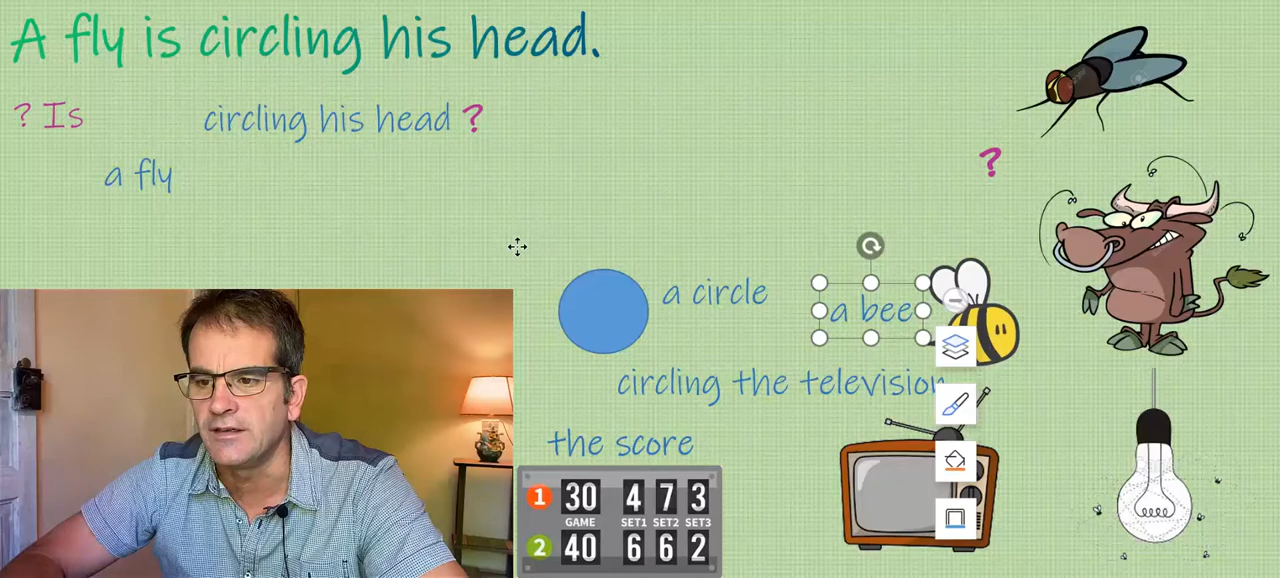 A fly is circling his head.
? Is
circling his head ?
a fly
?
a circle
a bee
circling the television
the score
1 30 4 7 3
GAME SET1 SET2 SET3
2 40 6 6 2